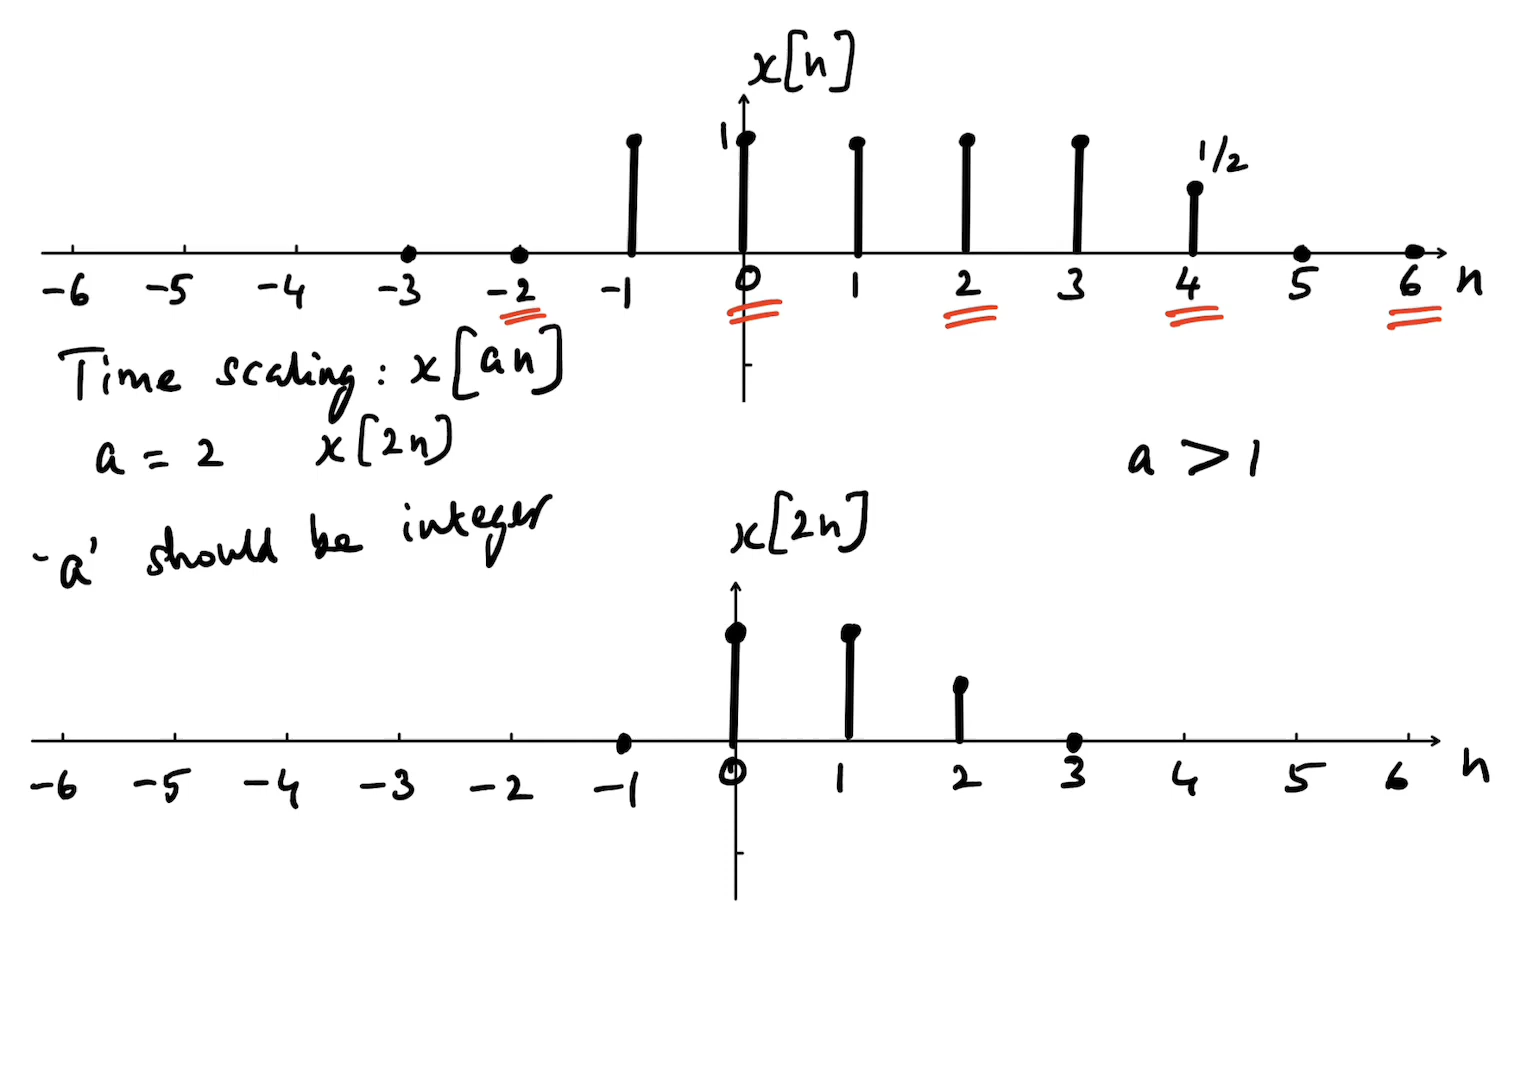 x[n]
1
1/2
-6 -5 -4 -3 -2 -1 0 1 2 3 4 5 6 n
Time scaling: x[an]
a = 2 x[2n]
a > 1
'a' should be integer
x[2n]
-6 -5 -4 -3 -2 -1 0 1 2 3 4 5 6 n